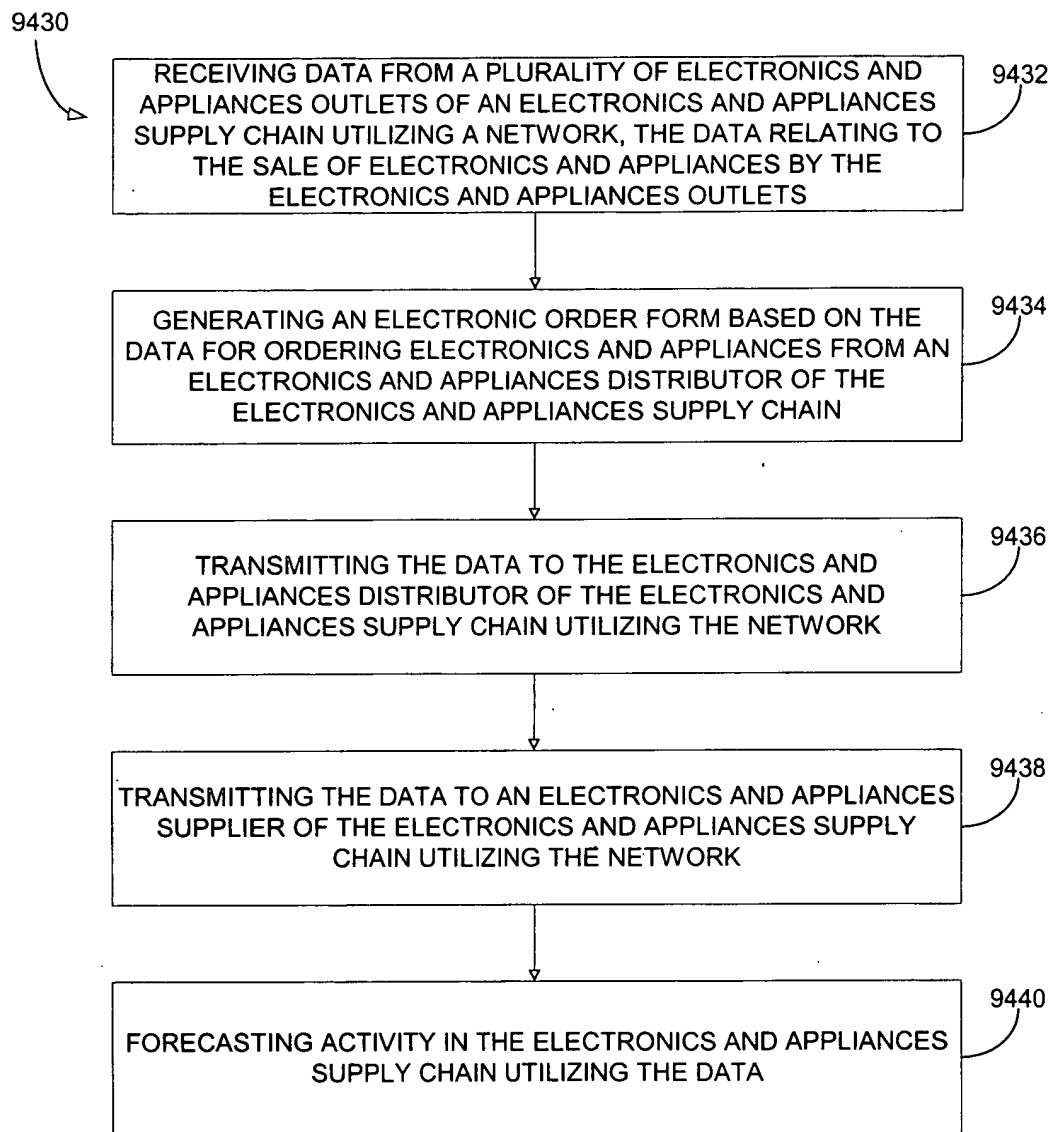 9430
RECEIVING DATA FROM A PLURALITY OF ELECTRONICS AND
APPLIANCES OUTLETS OF AN ELECTRONICS AND APPLIANCES
SUPPLY CHAIN UTILIZING A NETWORK, THE DATA RELATING TO
THE SALE OF ELECTRONICS AND APPLIANCES BY THE
ELECTRONICS AND APPLIANCES OUTLETS
9432
GENERATING AN ELECTRONIC ORDER FORM BASED ON THE
DATA FOR ORDERING ELECTRONICS AND APPLIANCES FROM AN
ELECTRONICS AND APPLIANCES DISTRIBUTOR OF THE
ELECTRONICS AND APPLIANCES SUPPLY CHAIN
9434
TRANSMITTING THE DATA TO THE ELECTRONICS AND
APPLIANCES DISTRIBUTOR OF THE ELECTRONICS AND
APPLIANCES SUPPLY CHAIN UTILIZING THE NETWORK
9436
TRANSMITTING THE DATA TO AN ELECTRONICS AND APPLIANCES
SUPPLIER OF THE ELECTRONICS AND APPLIANCES SUPPLY
CHAIN UTILIZING THE NETWORK
9438
FORECASTING ACTIVITY IN THE ELECTRONICS AND APPLIANCES
SUPPLY CHAIN UTILIZING THE DATA
9440